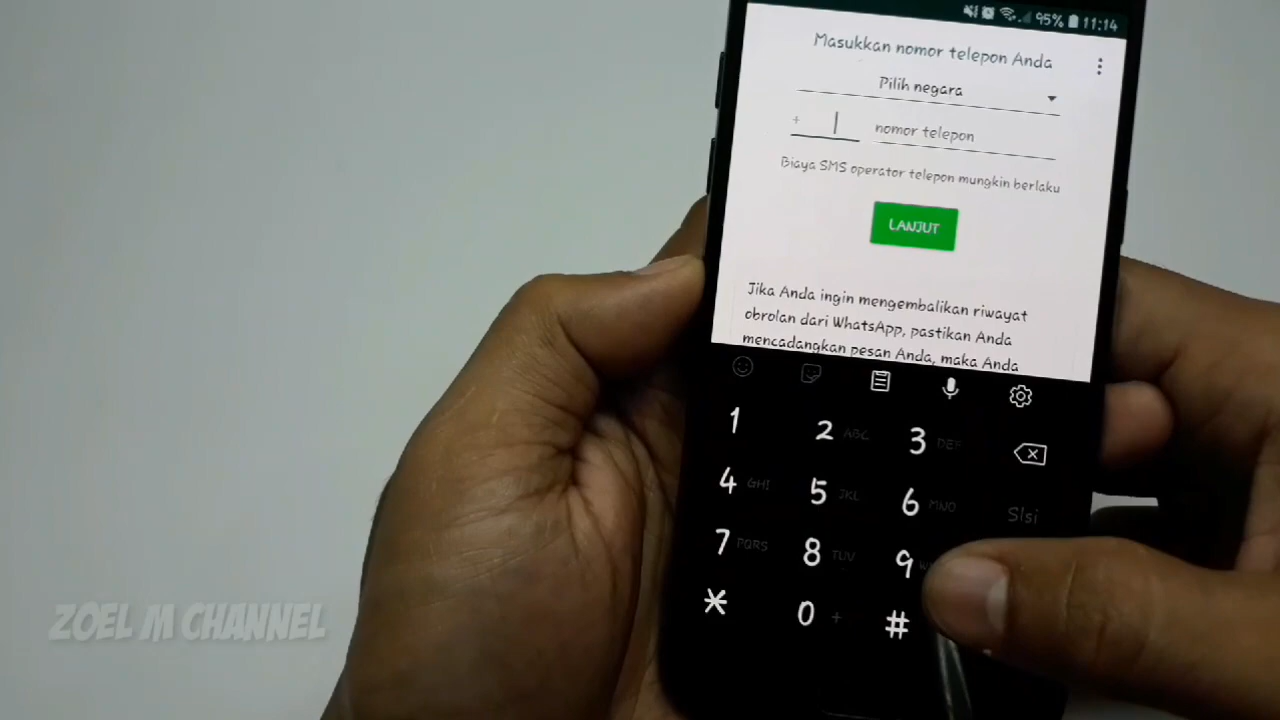 95% 11:14
Masukkan nomor telepon Anda
Pilih negara
+ nomor telepon
Biaya SMS operator telepon mungkin berlaku
LANJUT
Jika Anda ingin mengembalikan riwayat
obrolan dari WhatsApp, pastikan Anda
mencadangkan pesan Anda, maka Anda
1 2 ABC 3 DEF
4 GHI 5 JKL 6 MNO Slsi
7 PQRS 8 TUV 9
* 0 + #
ZOEL M CHANNEL